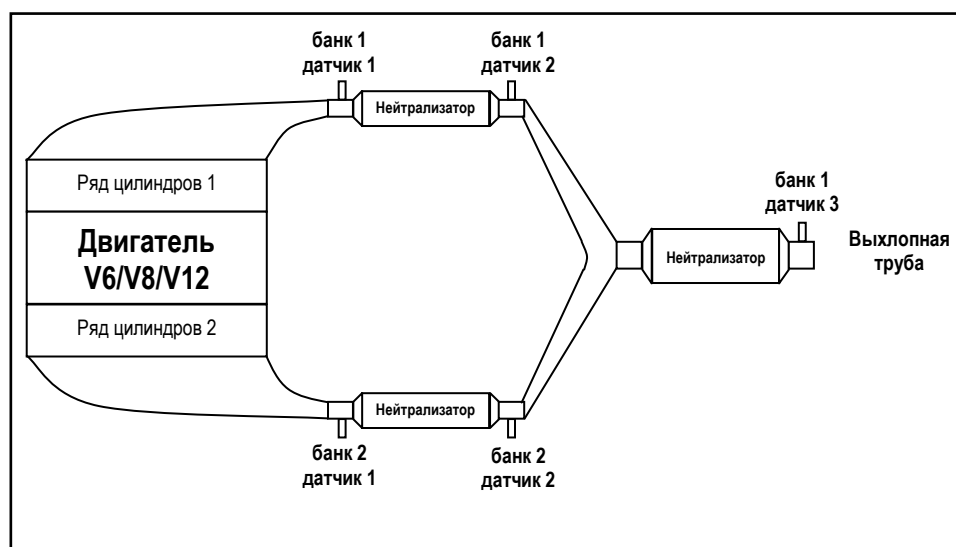 банк 1
датчик 1
банк 1
датчик 2
Нейтрализатор
Ряд цилиндров 1
Двигатель
V6/V8/V12
Ряд цилиндров 2
банк 1
датчик 3
Нейтрализатор
Выхлопная
труба
Нейтрализатор
банк 2
датчик 1
банк 2
датчик 2